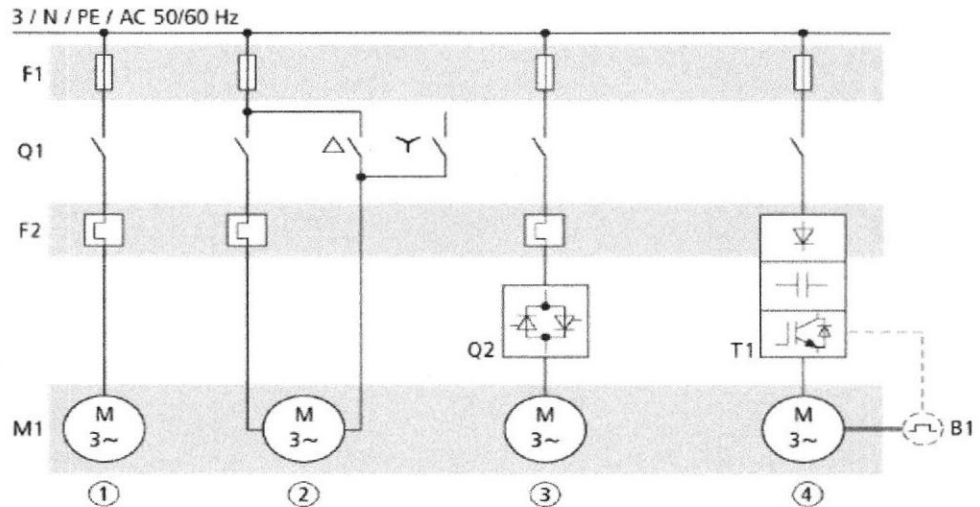 3 / N / PE / AC 50/60 Hz
F1
Q1
F2
Q2
T1
M1
M
3~
M
3~
M
3~
M
3~
B1
① ② ③ ④